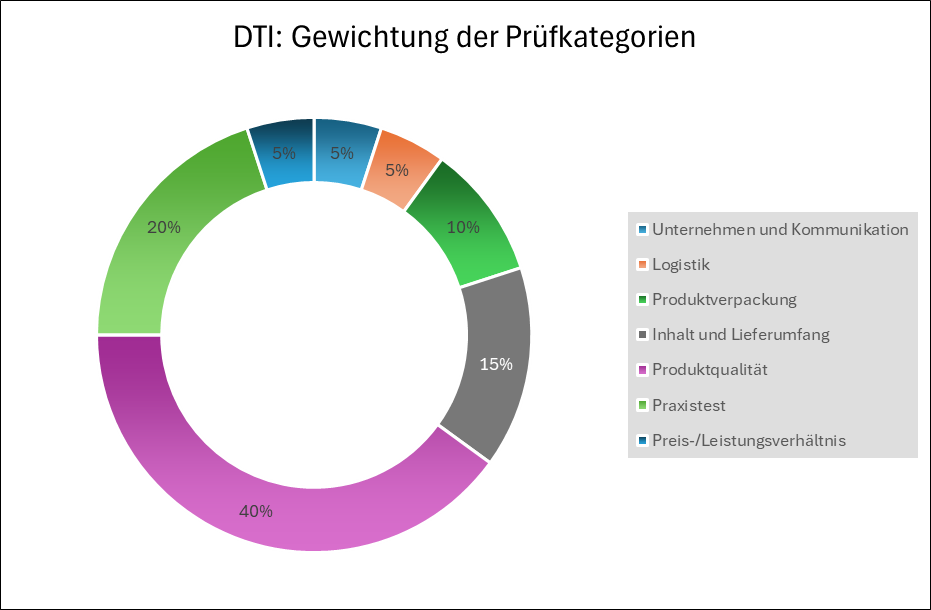 DTI: Gewichtung der Prüfkategorien
5%
5%
5%
10%
20%
15%
40%
Unternehmen und Kommunikation
Logistik
Produktverpackung
Inhalt und Lieferumfang
Produktqualität
Praxistest
Preis-/Leistungsverhältnis